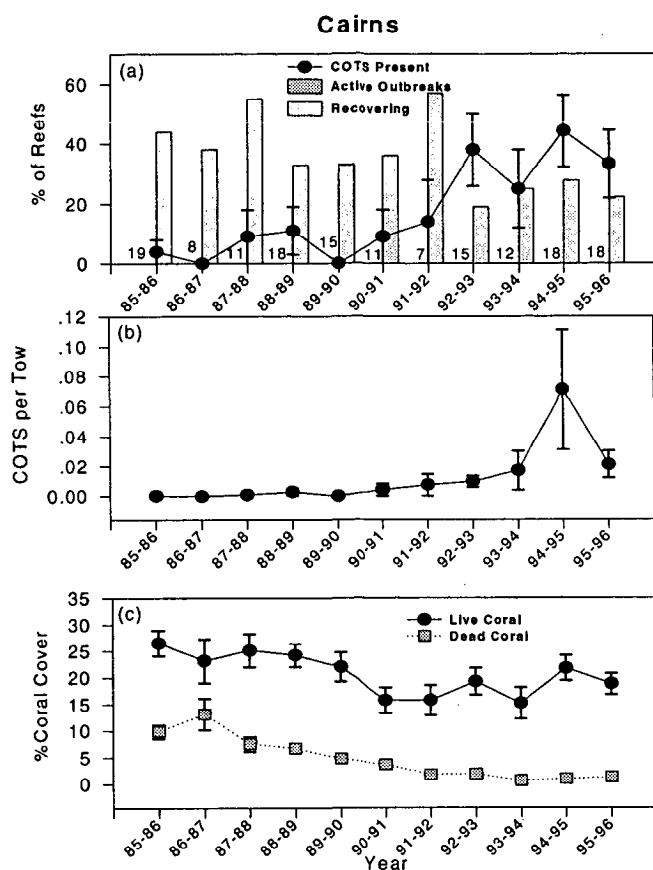 Cairns
(a)
COTS Present
Active Outbreaks
Recovering
% of Reefs
60
40
20
0
19 8 11 18 15 11 7 15 12 18 18
85-86 86-87 87-88 88-89 89-90 90-91 91-92 92-93 93-94 94-95 95-96
(b)
COTS per Tow
.12
.10
.08
.06
.04
.02
0.00
85-86 86-87 87-88 88-89 89-90 90-91 91-92 92-93 93-94 94-95 95-96
(c)
Live Coral
Dead Coral
%Coral Cover
35
30
25
20
15
10
5
0
85-86 86-87 87-88 88-89 89-90 90-91 91-92 92-93 93-94 94-95 95-96
Year